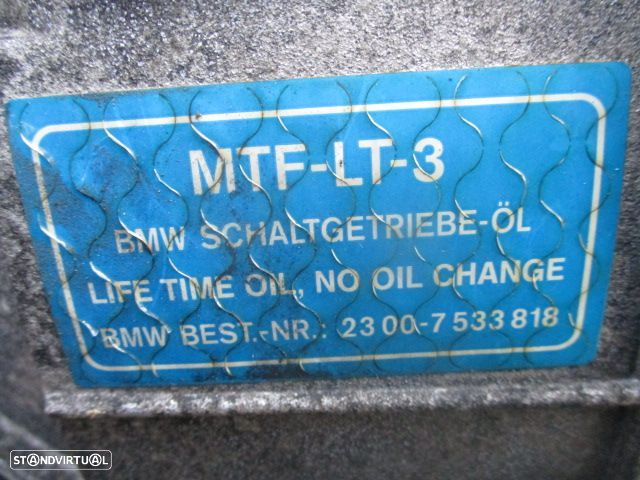 MTF-LT-3
BMW SCHALTGETRIEBE-ÖL
LIFE TIME OIL, NO OIL CHANGE
BMW BEST.-NR.: 23 00-7 533 818
STANDVIRTUAL